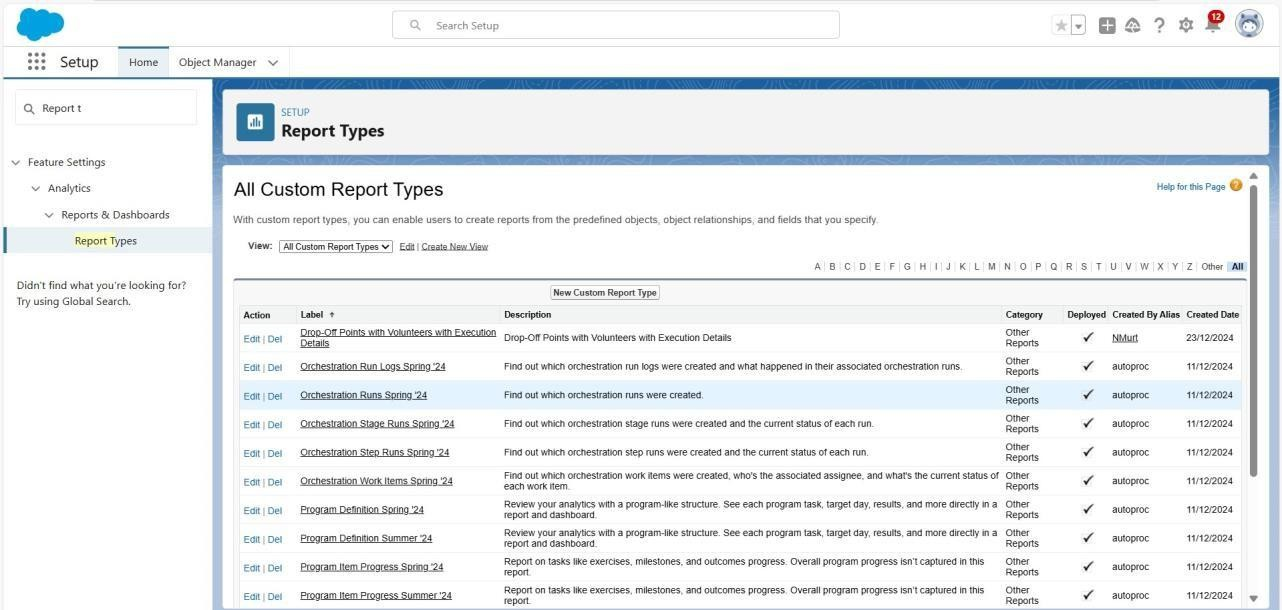 Search Setup
12
Setup
Home
Object Manager
Report t
Feature Settings
Analytics
Reports & Dashboards
Report Types
Didn't find what you're looking for?
Try using Global Search.
SETUP
Report Types
All Custom Report Types
Help for this Page ?
With custom report types, you can enable users to create reports from the predefined objects, object relationships, and fields that you specify.
View: All Custom Report Types Edit | Create New View
A | B | C | D | E | F | G | H | I | J | K | L | M | N | O | P | Q | R | S | T | U | V | W | X | Y | Z | Other All
New Custom Report Type
Action Label ↑ Description Category Deployed Created By Alias Created Date
Edit | Del Drop-Off Points with Volunteers with Execution Drop-Off Points with Volunteers with Execution Details Other ✓ NMurt 23/12/2024
Details Reports
Edit | Del Orchestration Run Logs Spring '24 Find out which orchestration run logs were created and what happened in their associated orchestration runs. Other ✓ autoproc 11/12/2024
Reports
Edit | Del Orchestration Runs Spring '24 Find out which orchestration runs were created. Other ✓ autoproc 11/12/2024
Reports
Edit | Del Orchestration Stage Runs Spring '24 Find out which orchestration stage runs were created and the current status of each run. Other ✓ autoproc 11/12/2024
Reports
Edit | Del Orchestration Step Runs Spring '24 Find out which orchestration step runs were created and the current status of each run. Other ✓ autoproc 11/12/2024
Reports
Edit | Del Orchestration Work Items Spring '24 Find out which orchestration work items were created, who's the associated assignee, and what's the current status of Other ✓ autoproc 11/12/2024
each work item. Reports
Edit | Del Program Definition Spring '24 Review your analytics with a program-like structure. See each program task, target day, results, and more directly in a Other ✓ autoproc 11/12/2024
report and dashboard. Reports
Edit | Del Program Definition Summer '24 Review your analytics with a program-like structure. See each program task, target day, results, and more directly in a Other ✓ autoproc 11/12/2024
report and dashboard. Reports
Edit | Del Program Item Progress Spring '24 Report on tasks like exercises, milestones, and outcomes progress. Overall program progress isn't captured in this Other ✓ autoproc 11/12/2024
report. Reports
Edit | Del Program Item Progress Summer '24 Report on tasks like exercises, milestones, and outcomes progress. Overall program progress isn't captured in this Other ✓ autoproc 11/12/2024
report. Reports